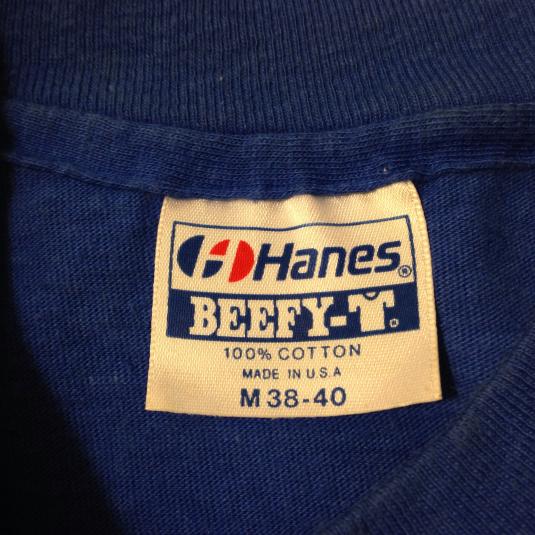 Hanes®
BEEFY-T®
100% COTTON
MADE IN U.S.A
M 38-40